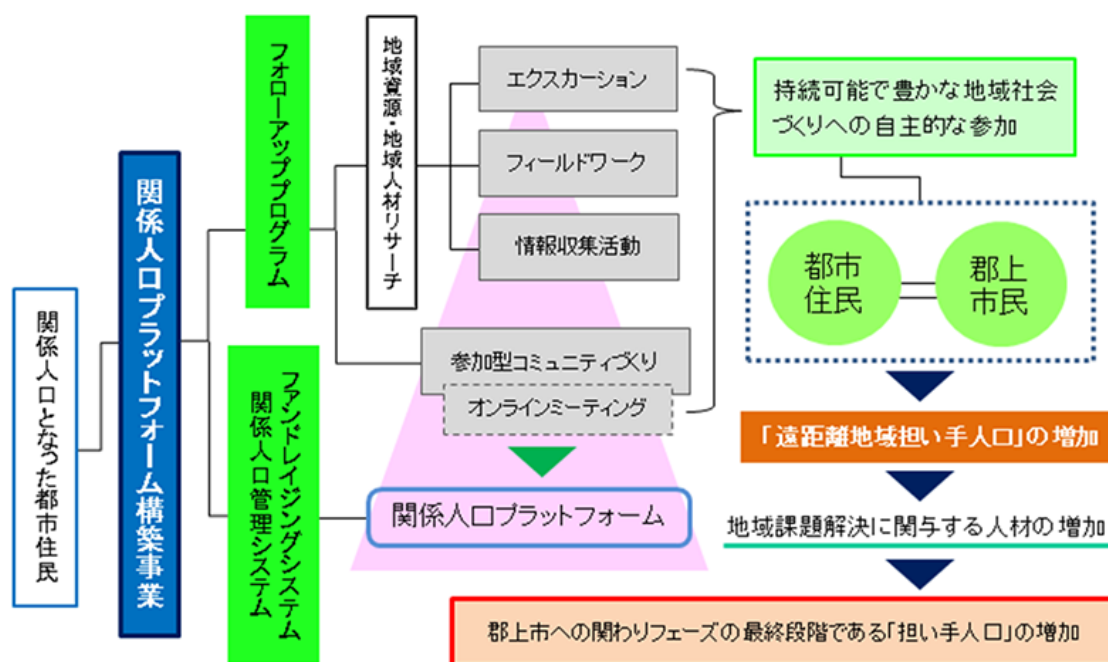 関係人口となった都市住民
関係人口プラットフォーム構築事業
フォローアッププログラム
ファンドレイジングシステム
関係人口管理システム
地域資源・地域人材リサーチ
エクスカーション
フィールドワーク
情報収集活動
参加型コミュニティづくり
オンラインミーティング
関係人口プラットフォーム
持続可能で豊かな地域社会
づくりへの自主的な参加
都市
住民
郡上
市民
「遠距離地域担い手人口」の増加
地域課題解決に関与する人材の増加
郡上市への関わりフェーズの最終段階である「担い手人口」の増加